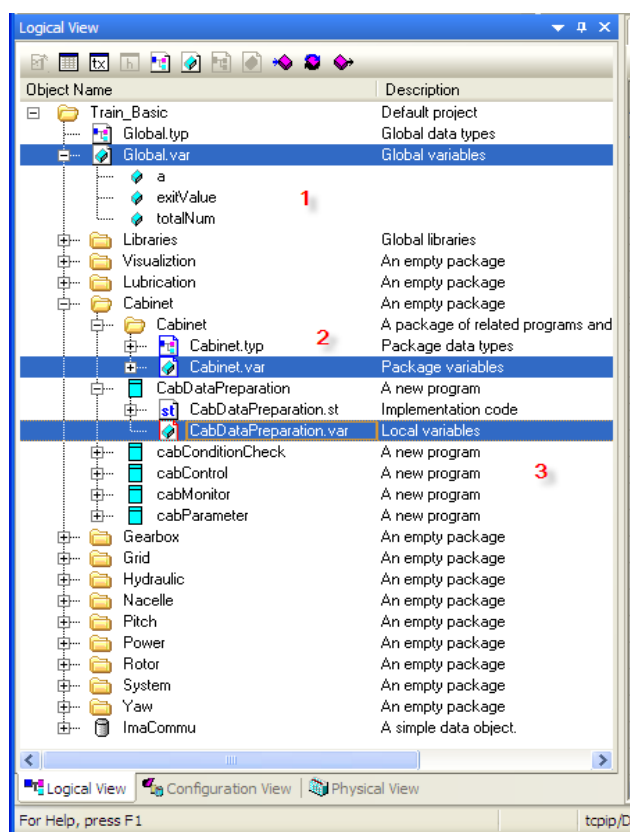 Logical View
Object Name Description
Train_Basic Default project
Global.typ Global data types
Global.var Global variables
a
exitValue 1
totalNum
Libraries Global libraries
Visualiztion An empty package
Lubrication An empty package
Cabinet An empty package
Cabinet A package of related programs and
Cabinet.typ 2 Package data types
Cabinet.var Package variables
CabDataPreparation A new program
st CabDataPreparation.st Implementation code
CabDataPreparation.var Local variables
cabConditionCheck A new program
cabControl A new program 3
cabMonitor A new program
cabParameter A new program
Gearbox An empty package
Grid An empty package
Hydraulic An empty package
Nacelle An empty package
Pitch An empty package
Power An empty package
Rotor An empty package
System An empty package
Yaw An empty package
ImaCommu A simple data object.
Logical View Configuration View Physical View
For Help, press F1 tcpip/D